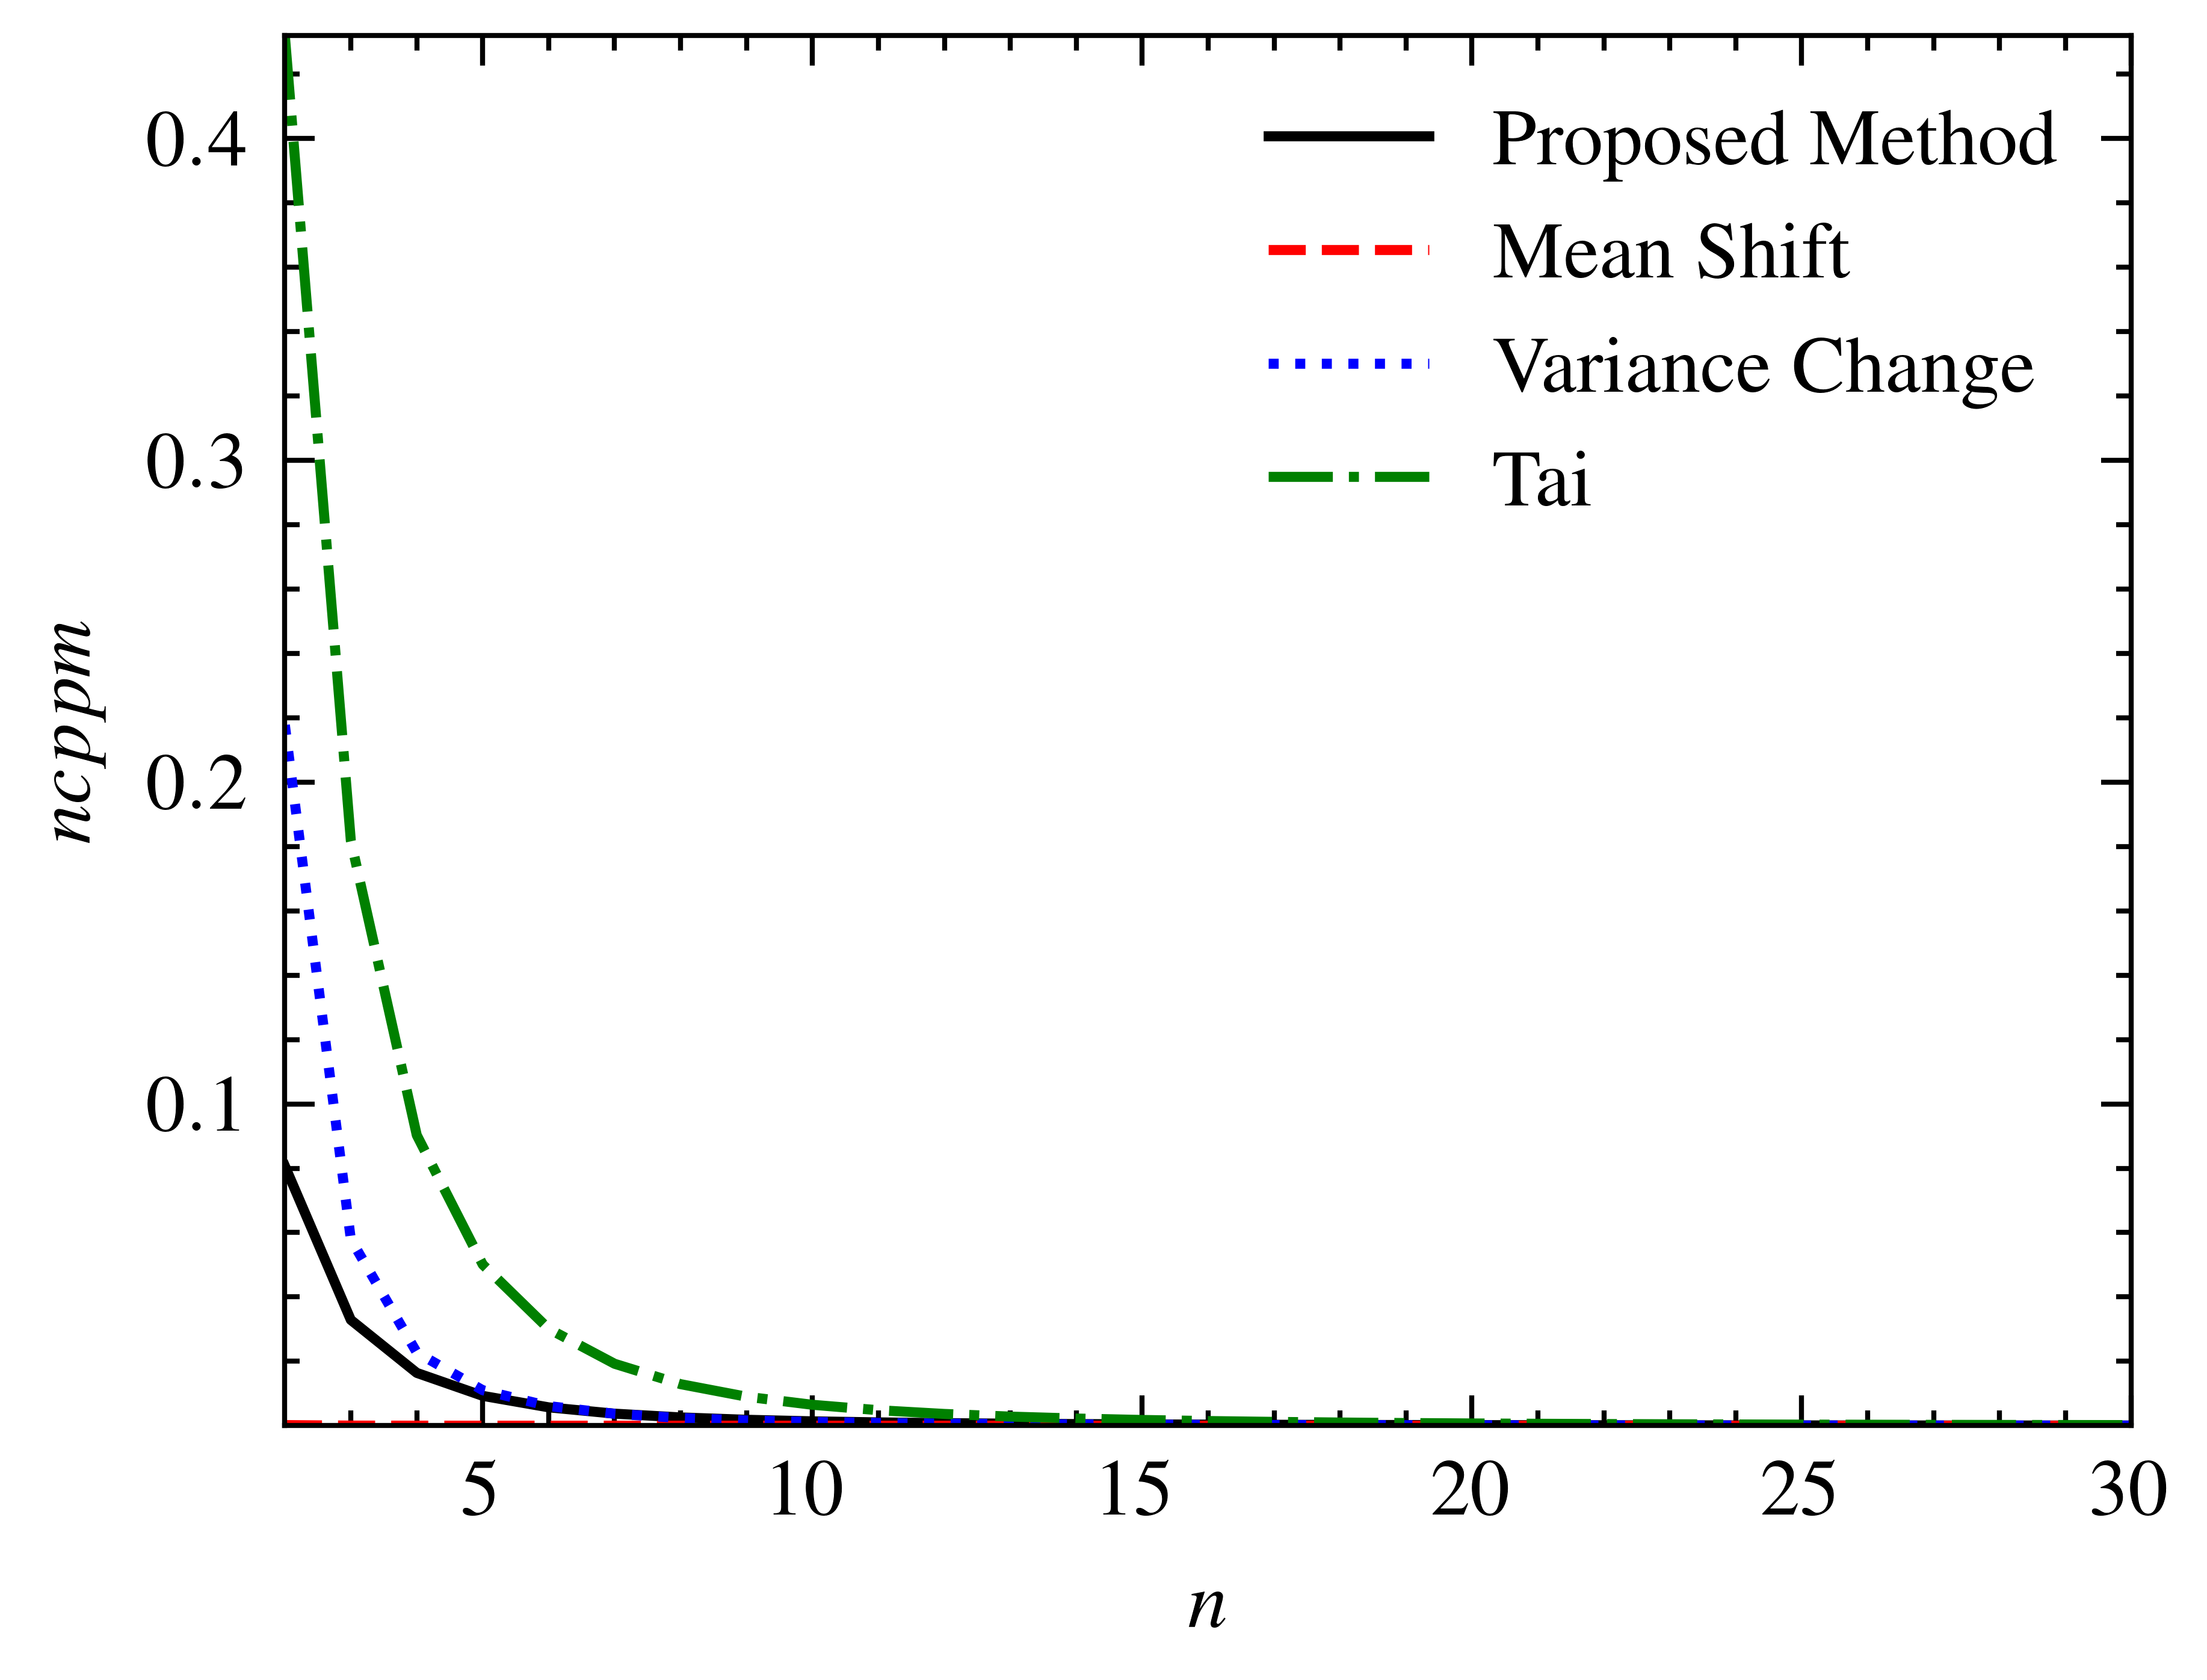 0.4
0.3
0.2
0.1
ncppm
Proposed Method
Mean Shift
Variance Change
Tai
5 10 15 20 25 30
n